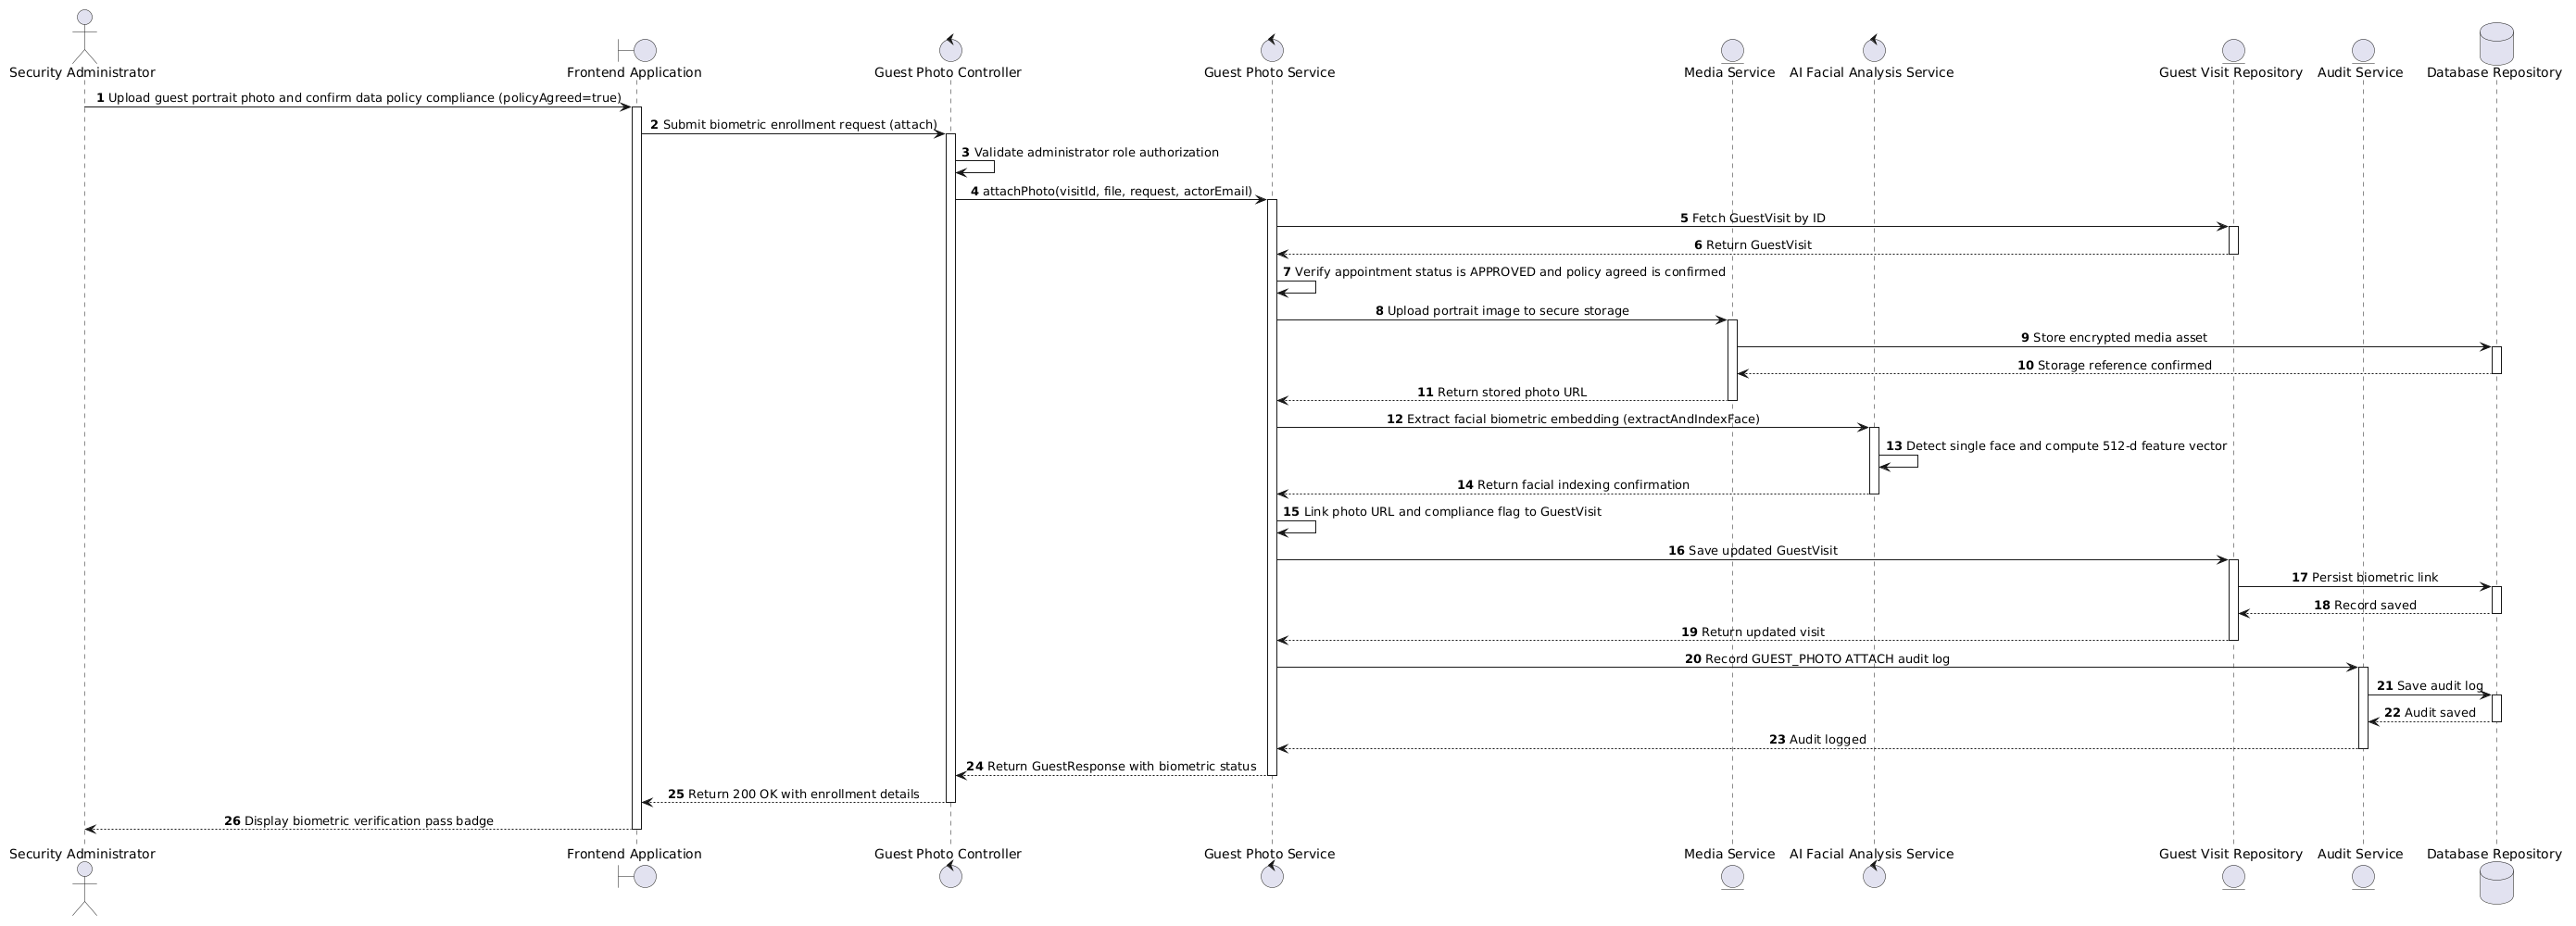 Security Administrator
Frontend Application
Guest Photo Controller
Guest Photo Service
Media Service
AI Facial Analysis Service
Guest Visit Repository
Audit Service
Database Repository
1 Upload guest portrait photo and confirm data policy compliance (policyAgreed=true)
2 Submit biometric enrollment request (attach)
3 Validate administrator role authorization
4 attachPhoto(visitId, file, request, actorEmail)
5 Fetch GuestVisit by ID
6 Return GuestVisit
7 Verify appointment status is APPROVED and policy agreed is confirmed
8 Upload portrait image to secure storage
9 Store encrypted media asset
10 Storage reference confirmed
11 Return stored photo URL
12 Extract facial biometric embedding (extractAndIndexFace)
13 Detect single face and compute 512-d feature vector
14 Return facial indexing confirmation
15 Link photo URL and compliance flag to GuestVisit
16 Save updated GuestVisit
17 Persist biometric link
18 Record saved
19 Return updated visit
20 Record GUEST_PHOTO ATTACH audit log
21 Save audit log
22 Audit saved
23 Audit logged
24 Return GuestResponse with biometric status
25 Return 200 OK with enrollment details
26 Display biometric verification pass badge
Security Administrator
Frontend Application
Guest Photo Controller
Guest Photo Service
Media Service
AI Facial Analysis Service
Guest Visit Repository
Audit Service
Database Repository